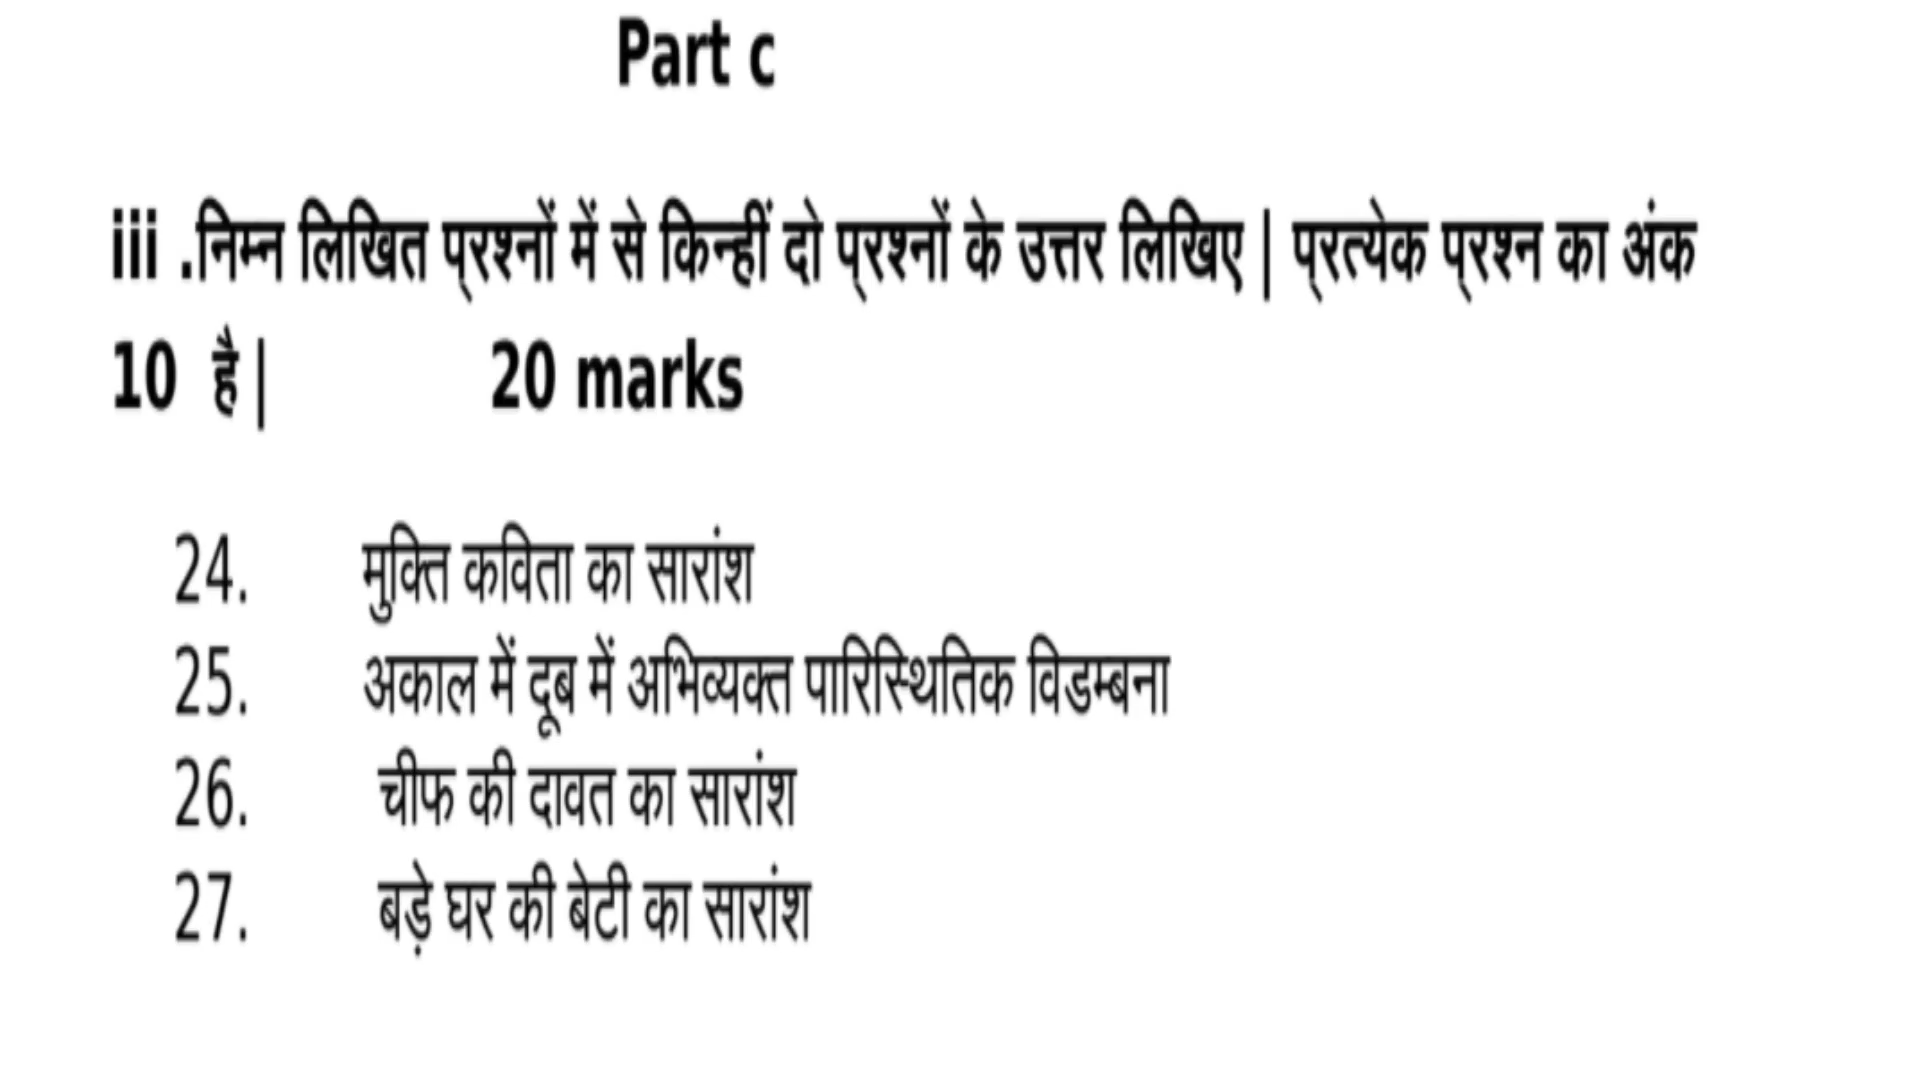 Part c
iii .निम्न लिखित प्रश्नों में से किन्हीं दो प्रश्नों के उत्तर लिखिए | प्रत्येक प्रश्न का अंक
10 है | 20 marks
24. मुक्ति कविता का सारांश
25. अकाल में दूब में अभिव्यक्त पारिस्थितिक विडम्बना
26. चीफ की दावत का सारांश
27. बड़े घर की बेटी का सारांश